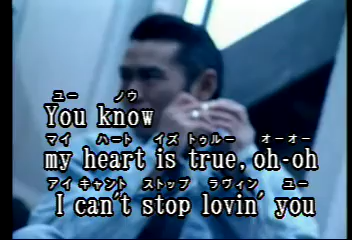 ユー ノウ
You know
マイ ハート イズ トゥルー オーオー
my heart is true, oh-oh
アイ キャント ストップ ラヴィン ユー
I can't stop lovin' you